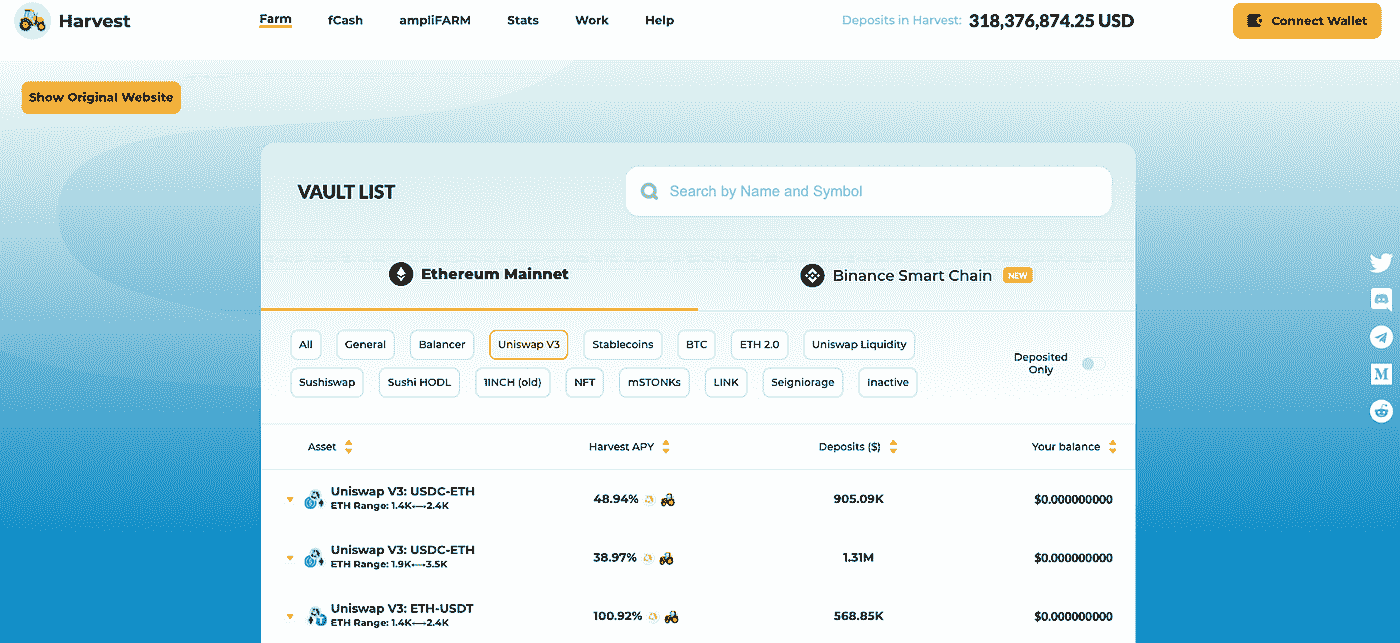 Harvest
Farm fCash ampliFARM Stats Work Help
Deposits in Harvest: 318,376,874.25 USD
Connect Wallet
Show Original Website
VAULT LIST
Search by Name and Symbol
Ethereum Mainnet
Binance Smart Chain NEW
All General Balancer Uniswap V3 Stablecoins BTC ETH 2.0 Uniswap Liquidity
Sushiswap Sushi HODL 1INCH (old) NFT mSTONKs LINK Seigniorage Inactive
Deposited
Only
Asset Harvest APY Deposits ($) Your balance
Uniswap V3: USDC-ETH
ETH Range: 1.4K⟷2.4K
48.94% 905.09K $0.000000000
Uniswap V3: USDC-ETH
ETH Range: 1.9K⟷3.5K
38.97% 1.31M $0.000000000
Uniswap V3: ETH-USDT
ETH Range: 1.4K⟷2.4K
100.92% 568.85K $0.000000000